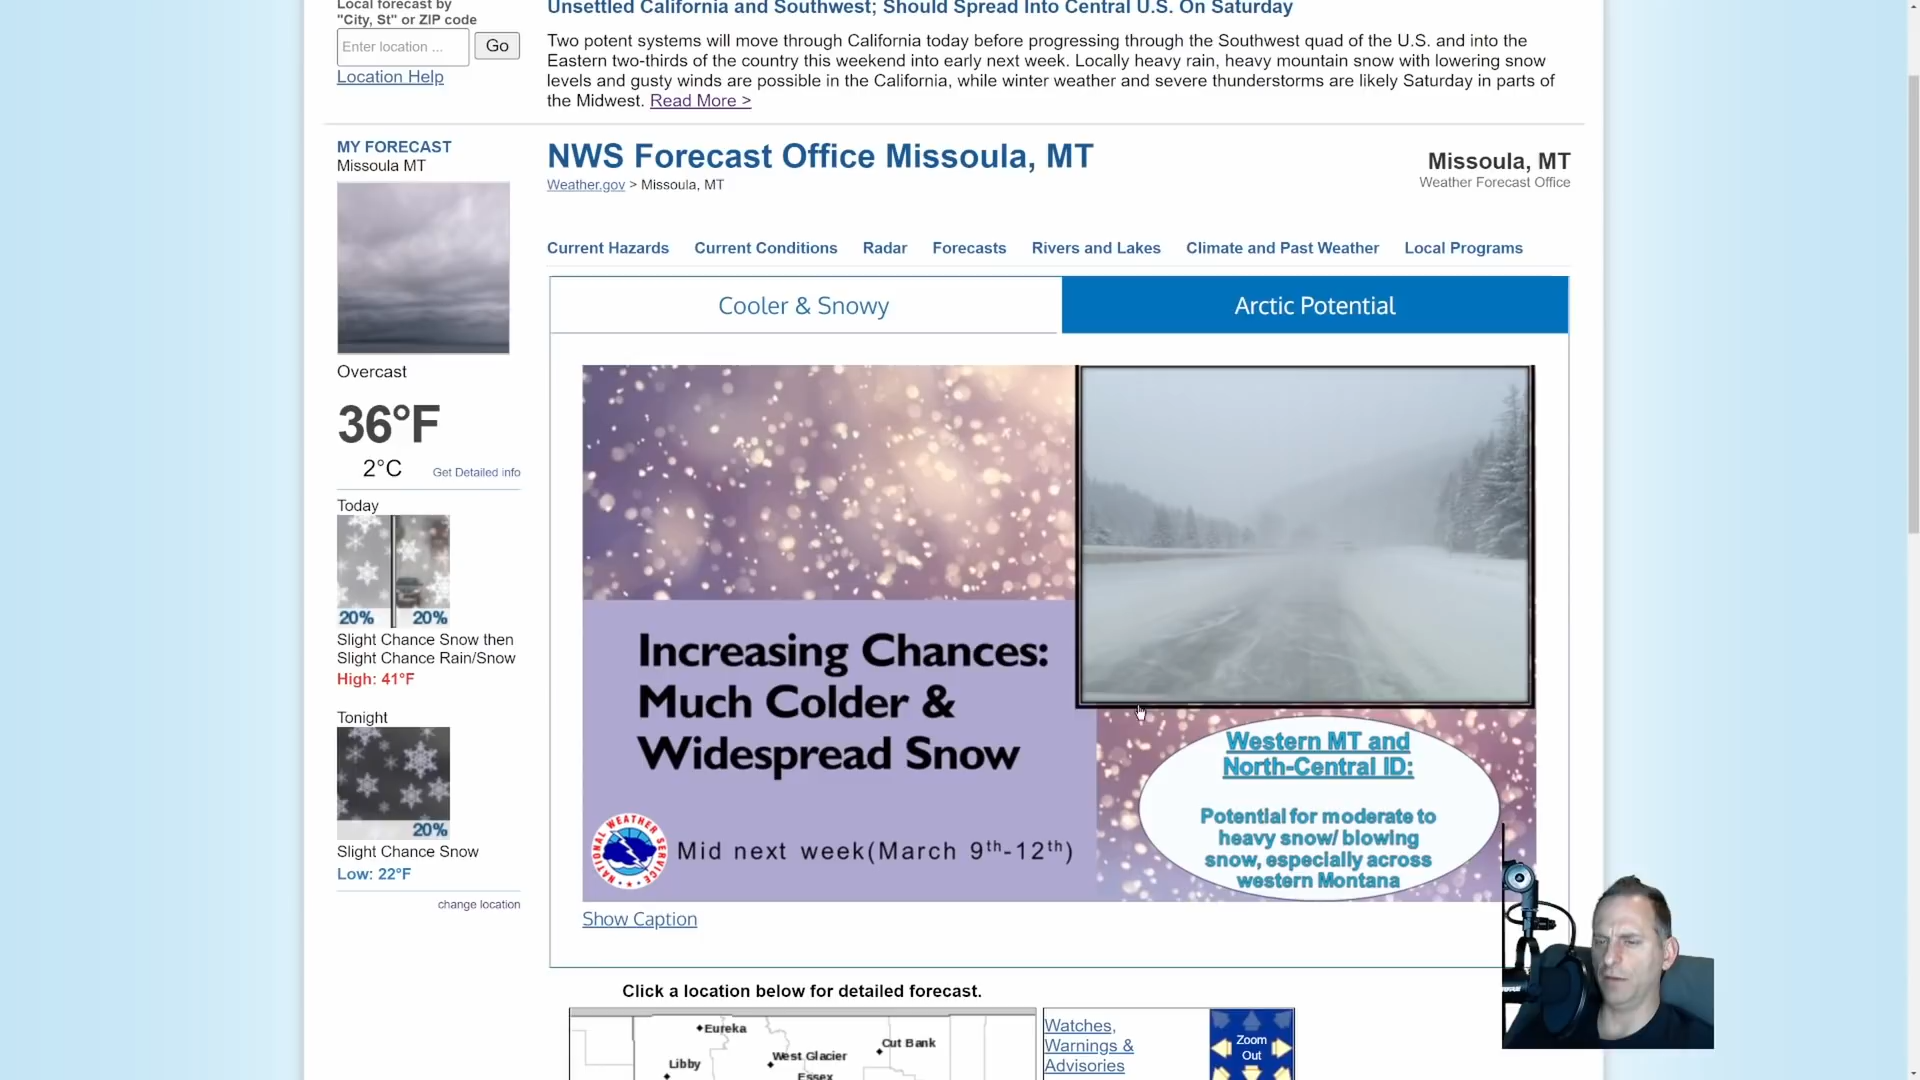 Local forecast by
"City, St" or ZIP code
Enter location ...
Go
Location Help
Unsettled California and Southwest; Should Spread Into Central U.S. On Saturday
Two potent systems will move through California today before progressing through the Southwest quad of the U.S. and into the
Eastern two-thirds of the country this weekend into early next week. Locally heavy rain, heavy mountain snow with lowering snow
levels and gusty winds are possible in the California, while winter weather and severe thunderstorms are likely Saturday in parts of
the Midwest. Read More >
MY FORECAST
Missoula MT
Overcast
36°F
2°C
Get Detailed info
Today
20% 20%
Slight Chance Snow then
Slight Chance Rain/Snow
High: 41°F
Tonight
20%
Slight Chance Snow
Low: 22°F
change location
NWS Forecast Office Missoula, MT
Weather.gov > Missoula, MT
Missoula, MT
Weather Forecast Office
Current Hazards Current Conditions Radar Forecasts Rivers and Lakes Climate and Past Weather Local Programs
Cooler & Snowy
Arctic Potential
Increasing Chances:
Much Colder &
Widespread Snow
NATIONAL WEATHER SERVICE
Mid next week(March 9th-12th)
Western MT and
North-Central ID:
Potential for moderate to
heavy snow/ blowing
snow, especially across
western Montana
Show Caption
Click a location below for detailed forecast.
Eureka
Cut Bank
West Glacier
Libby
Essex
Watches,
Warnings &
Advisories
Zoom
Out